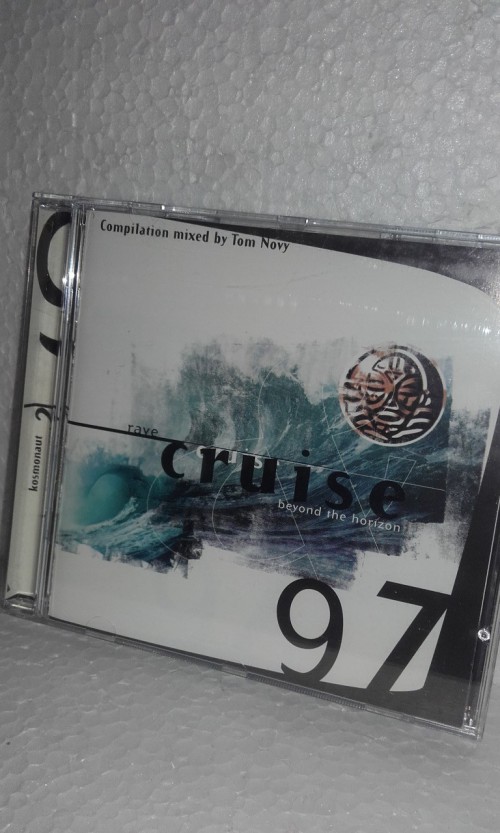 Compilation mixed by Tom Novy
rave
cruise
beyond the horizon
97
kosmonaut